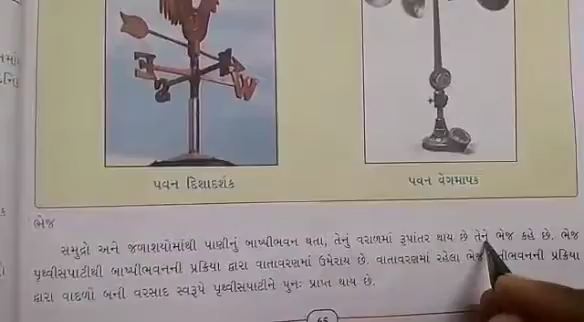 E
S
W
પવન દિશાદર્શક
પવન વેગમાપક
ભેજ
સમુદ્રો અને જળાશયોમાંથી પાણીનું બાષ્પીભવન થતા, તેનું વરાળમાં રૂપાંતર થાય છે તેને ભેજ કહે છે. ભેજ
પૃથ્વીસપાટીથી બાષ્પીભવનની પ્રક્રિયા દ્વારા વાતાવરણમાં ઉમેરાય છે. વાતાવરણમાં રહેલા ભેજ પ્રક્રિયા
દ્વારા વાદળો બની વરસાદ સ્વરૂપે પૃથ્વીસપાટીને પુનઃ પ્રાપ્ત થાય છે.